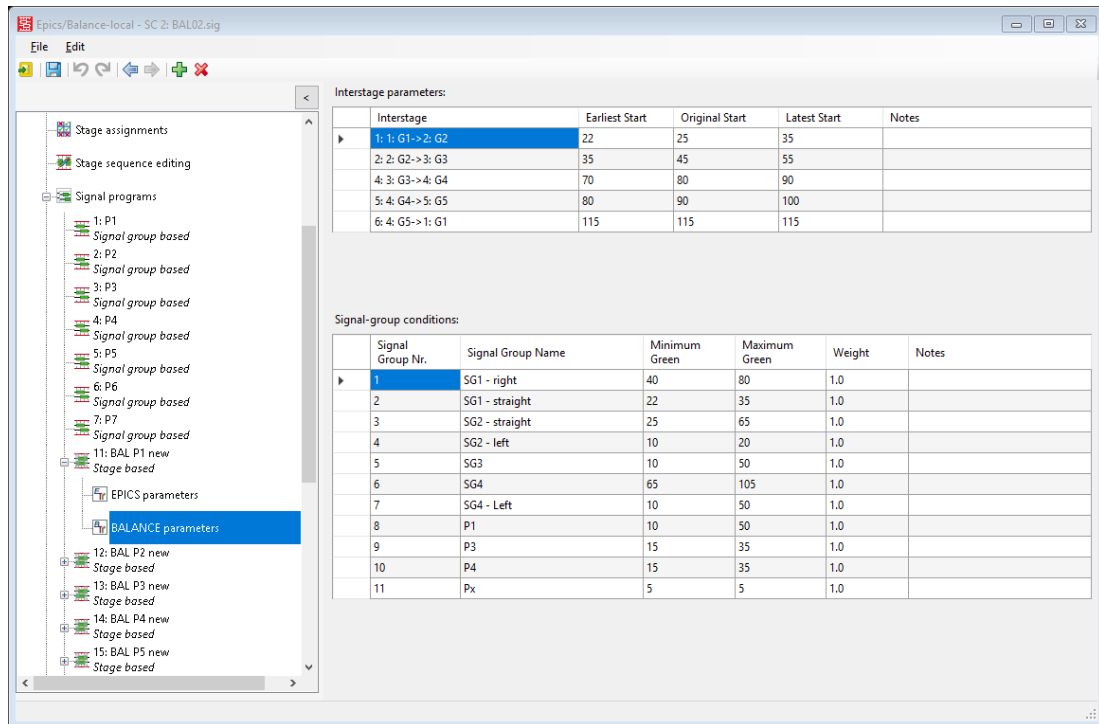 Epics/Balance-local - SC 2: BAL02.sig
File Edit
<
Stage assignments
Stage sequence editing
Signal programs
1: P1
Signal group based
2: P2
Signal group based
3: P3
Signal group based
4: P4
Signal group based
5: P5
Signal group based
6: P6
Signal group based
7: P7
Signal group based
11: BAL P1 new
Stage based
EPICS parameters
BALANCE parameters
12: BAL P2 new
Stage based
13: BAL P3 new
Stage based
14: BAL P4 new
Stage based
15: BAL P5 new
Stage based
Interstage parameters:
Interstage Earliest Start Original Start Latest Start Notes
1: 1: G1->2: G2 22 25 35
2: 2: G2->3: G3 35 45 55
4: 3: G3->4: G4 70 80 90
5: 4: G4->5: G5 80 90 100
6: 4: G5->1: G1 115 115 115
Signal-group conditions:
Signal Group Nr. Signal Group Name Minimum Green Maximum Green Weight Notes
1 SG1 - right 40 80 1.0
2 SG1 - straight 22 35 1.0
3 SG2 - straight 25 65 1.0
4 SG2 - left 10 20 1.0
5 SG3 10 50 1.0
6 SG4 65 105 1.0
7 SG4 - Left 10 50 1.0
8 P1 10 50 1.0
9 P3 15 35 1.0
10 P4 15 35 1.0
11 Px 5 5 1.0